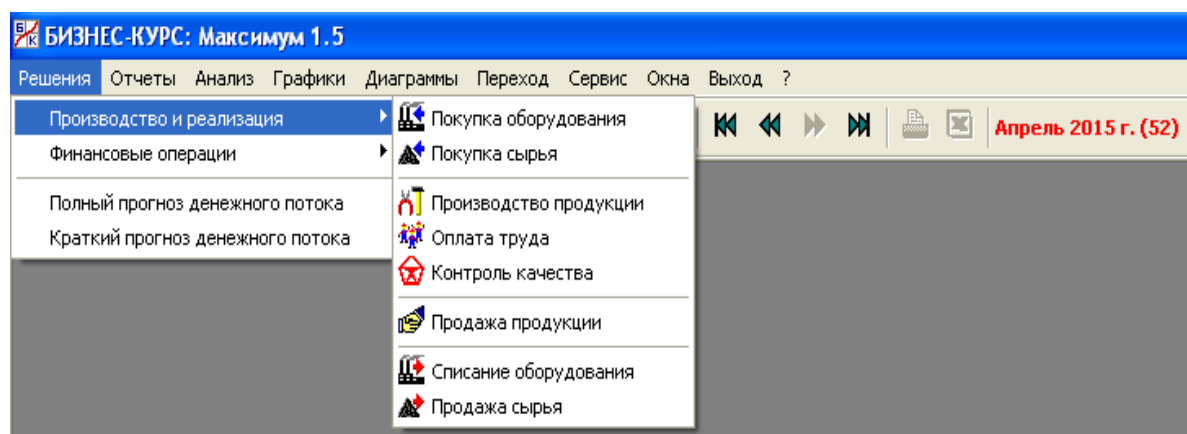 БИЗНЕС-КУРС: Максимум 1.5
Решения Отчеты Анализ Графики Диаграммы Переход Сервис Окна Выход ?
Апрель 2015 г. (52)
Производство и реализация
Финансовые операции
Полный прогноз денежного потока
Краткий прогноз денежного потока
Покупка оборудования
Покупка сырья
Производство продукции
Оплата труда
Контроль качества
Продажа продукции
Списание оборудования
Продажа сырья